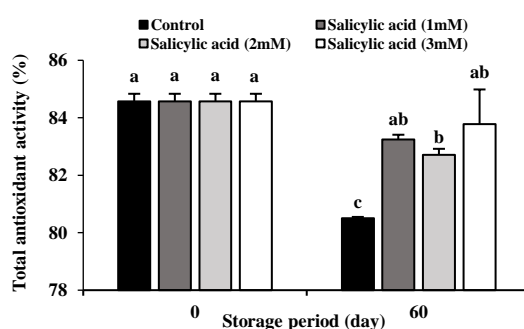 Control Salicylic acid (1mM)
Salicylic acid (2mM) Salicylic acid (3mM)
Total antioxidant activity (%)
86
84
82
80
78
a a a a
c ab b ab
0 60
Storage period (day)